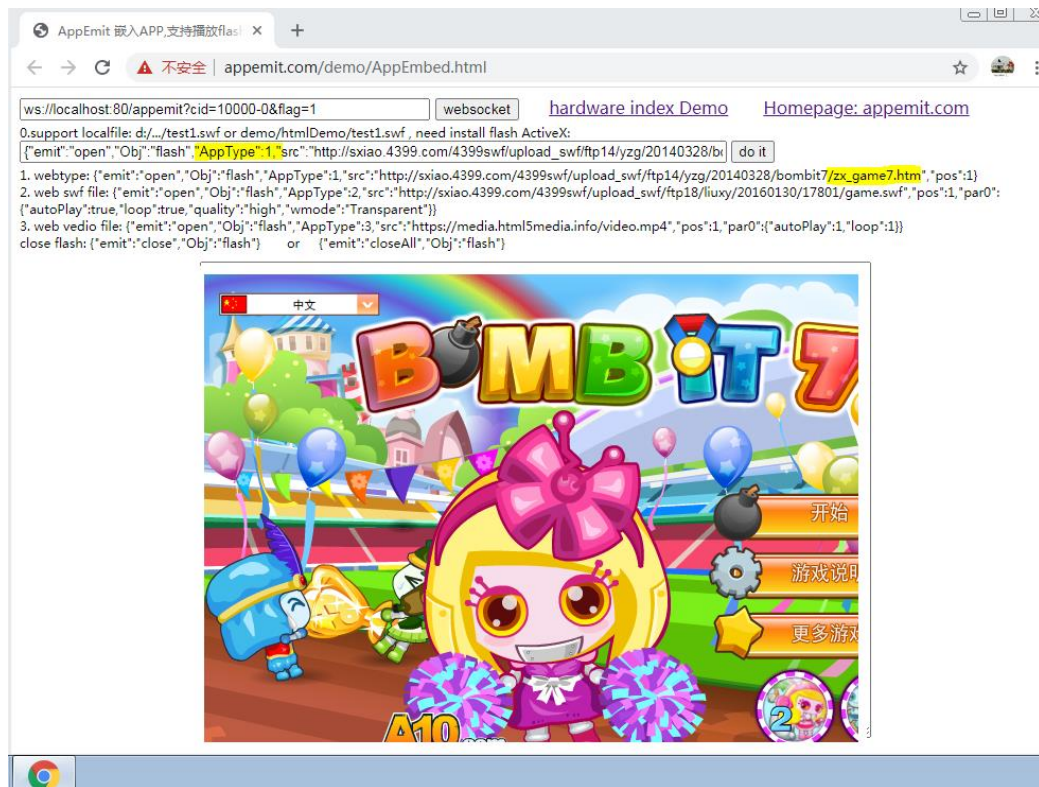 AppEmit 嵌入APP,支持播放flas
不安全 | appemit.com/demo/AppEmbed.html
ws://localhost:80/appemit?cid=10000-0&flag=1 websocket hardware index Demo Homepage: appemit.com
0.support localfile: d:/.../test1.swf or demo/htmlDemo/test1.swf , need install flash ActiveX:
{"emit":"open","Obj":"flash","AppType":1,"src":"http://sxiao.4399.com/4399swf/upload_swf/ftp14/yzg/20140328/bo do it
1. webtype: {"emit":"open","Obj":"flash","AppType":1,"src":"http://sxiao.4399.com/4399swf/upload_swf/ftp14/yzg/20140328/bombit7/zx_game7.htm","pos":1}
2. web swf file: {"emit":"open","Obj":"flash","AppType":2,"src":"http://sxiao.4399.com/4399swf/upload_swf/ftp18/liuxy/20160130/17801/game.swf","pos":1,"par0":
{"autoPlay":true,"loop":true,"quality":"high","wmode":"Transparent"}}
3. web vedio file: {"emit":"open","Obj":"flash","AppType":3,"src":"https://media.html5media.info/video.mp4","pos":1,"par0":{"autoPlay":1,"loop":1}}
close flash: {"emit":"close","Obj":"flash"} or {"emit":"closeAll","Obj":"flash"}
中文
BOMB IT 7
开始
游戏说明
更多游戏
2
A10.com